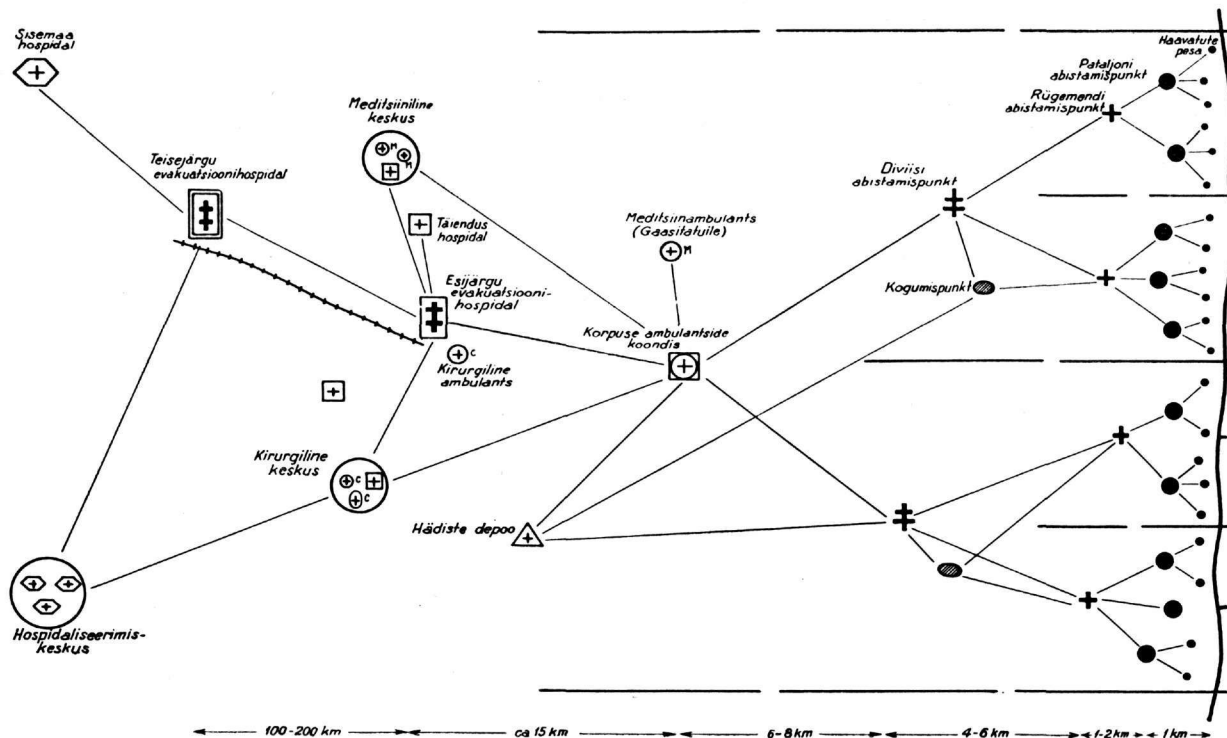 Sisemaa
hospidal
Teisejärgu
evakuatsioonihospidal
Meditsiiniline
keskus
M
M
Täiendus
hospidal
Esijärgu
evakuatsiooni-
hospidal
C
Kirurgiline
ambulants
Kirurgiline
keskus
C
C
Hospidaliseerimis-
keskus
Meditsiinambulants
(Gaasitatuile)
M
Korpuse ambulantside
koondis
Hädiste depoo
Diviisi
abistamispunkt
Kogumispunkt
Rügemendi
abistamispunkt
Pataljoni
abistamispunkt
Haavatute
pesa
100-200 km
ca 15 km
6-8 km
4-6 km
1-2 km
1 km